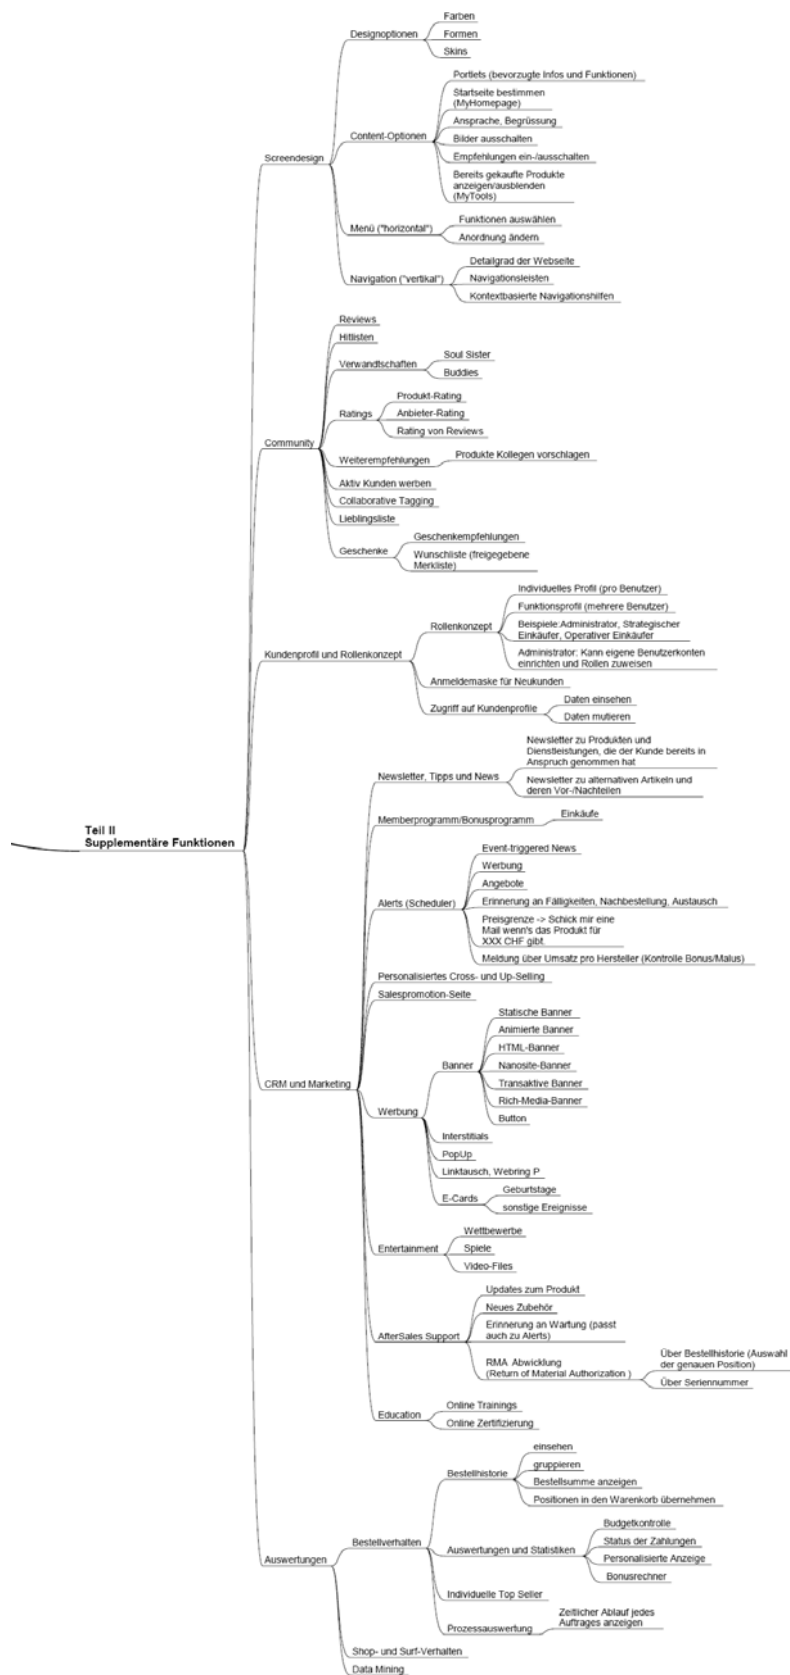 Farben
Designoptionen
Formen
Skins
Portlets (bevorzugte Infos und Funktionen)
Startseite bestimmen
(MyHomepage)
Ansprache, Begrüssung
Content-Optionen
Bilder ausschalten
Empfehlungen ein-/ausschalten
Screendesign
Bereits gekaufte Produkte
anzeigen/ausblenden
(MyTools)
Funktionen auswählen
Menü ("horizontal")
Anordnung ändern
Detailgrad der Webseite
Navigation ("vertikal")
Navigationsleisten
Kontextbasierte Navigationshilfen
Reviews
Hitlisten
Soul Sister
Verwandtschaften
Buddies
Produkt-Rating
Ratings
Anbieter-Rating
Rating von Reviews
Community
Weiterempfehlungen
Produkte Kollegen vorschlagen
Aktiv Kunden werben
Collaborative Tagging
Lieblingsliste
Geschenkempfehlungen
Geschenke
Wunschliste (freigegebene
Merkliste)
Individuelles Profil (pro Benutzer)
Funktionsprofil (mehrere Benutzer)
Rollenkonzept
Beispiele:Administrator, Strategischer
Einkäufer, Operativer Einkäufer
Kundenprofil und Rollenkonzept
Administrator: Kann eigene Benutzerkonten
einrichten und Rollen zuweisen
Anmeldemaske für Neukunden
Daten einsehen
Zugriff auf Kundenprofile
Daten mutieren
Newsletter zu Produkten und
Dienstleistungen, die der Kunde bereits in
Anspruch genommen hat
Newsletter, Tipps und News
Newsletter zu alternativen Artikeln und
deren Vor-/Nachteilen
Memberprogramm/Bonusprogramm
Einkäufe
Teil II
Supplementäre Funktionen
Event-triggered News
Werbung
Angebote
Alerts (Scheduler)
Erinnerung an Fälligkeiten, Nachbestellung, Austausch
Preisgrenze -> Schick mir eine
Mail wenn's das Produkt für
XXX CHF gibt.
Meldung über Umsatz pro Hersteller (Kontrolle Bonus/Malus)
Personalisiertes Cross- und Up-Selling
Salespromotion-Seite
Statische Banner
Animierte Banner
HTML-Banner
Banner
Nanosite-Banner
CRM und Marketing
Transaktive Banner
Rich-Media-Banner
Werbung
Button
Interstitials
PopUp
Linktausch, Webring P
Geburtstage
E-Cards
sonstige Ereignisse
Wettbewerbe
Entertainment
Spiele
Video-Files
Updates zum Produkt
Neues Zubehör
AfterSales Support
Erinnerung an Wartung (passt
auch zu Alerts)
RMA Abwicklung
(Return of Material Authorization )
Über Bestellhistorie (Auswahl
der genauen Position)
Über Seriennummer
Online Trainings
Education
Online Zertifizierung
einsehen
gruppieren
Bestellhistorie
Bestellsumme anzeigen
Positionen in den Warenkorb übernehmen
Bestellverhalten
Budgetkontrolle
Status der Zahlungen
Auswertungen und Statistiken
Personalisierte Anzeige
Auswertungen
Bonusrechner
Individuelle Top Seller
Zeitlicher Ablauf jedes
Auftrages anzeigen
Prozessauswertung
Shop- und Surf-Verhalten
Data Mining